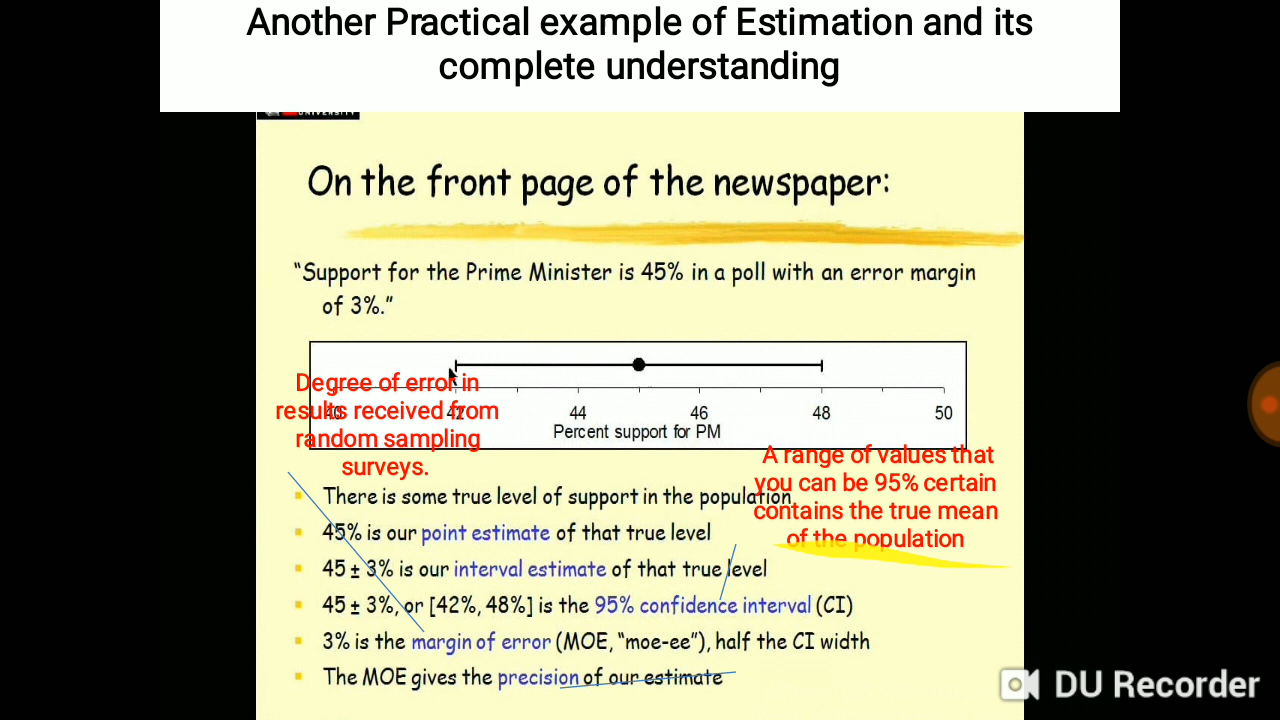 Another Practical example of Estimation and its
complete understanding
UNIVERSITY
On the front page of the newspaper:
“Support for the Prime Minister is 45% in a poll with an error margin
of 3%.”
Degree of error in
results received from
random sampling
surveys.
40 42 44 46 48 50
Percent support for PM
A range of values that
you can be 95% certain
contains the true mean
of the population
There is some true level of support in the population
45% is our point estimate of that true level
45 ± 3% is our interval estimate of that true level
45 ± 3%, or [42%, 48%] is the 95% confidence interval (CI)
3% is the margin of error (MOE, “moe-ee”), half the CI width
The MOE gives the precision of our estimate
DU Recorder